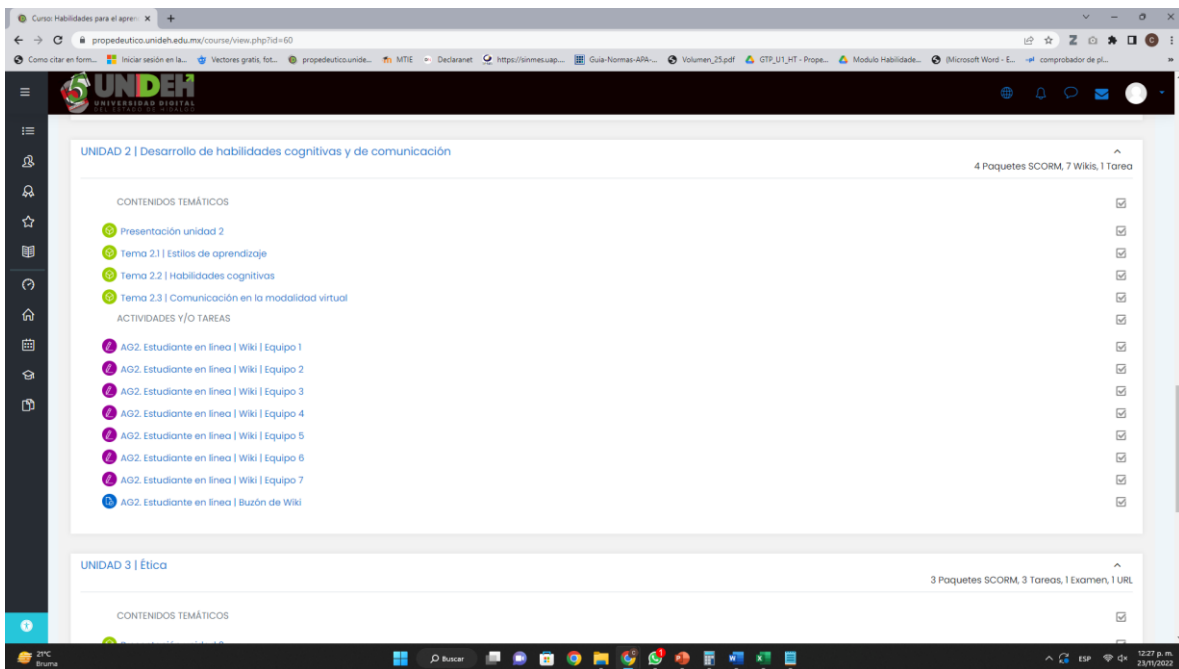 Curso: Habilidades para el apren
propedeutico.unideh.edu.mx/course/view.php?id=60
Como citar en form... Iniciar sesión en la... Vectores gratis, fot... propedeutico.unide... MTIE Declaranet https://sinmes.uap.... Guia-Normas-APA-... Volumen_25.pdf GTP_U1_HT - Prope... Modulo Habilidade... (Microsoft Word - E... comprobador de pl...
UNIDEH
UNIVERSIDAD DIGITAL
DEL ESTADO DE HIDALGO
UNIDAD 2 | Desarrollo de habilidades cognitivas y de comunicación
4 Paquetes SCORM, 7 Wikis, 1 Tarea
CONTENIDOS TEMÁTICOS
Presentación unidad 2
Tema 2.1 | Estilos de aprendizaje
Tema 2.2 | Habilidades cognitivas
Tema 2.3 | Comunicación en la modalidad virtual
ACTIVIDADES Y/O TAREAS
AG2. Estudiante en línea | Wiki | Equipo 1
AG2. Estudiante en línea | Wiki | Equipo 2
AG2. Estudiante en línea | Wiki | Equipo 3
AG2. Estudiante en línea | Wiki | Equipo 4
AG2. Estudiante en línea | Wiki | Equipo 5
AG2. Estudiante en línea | Wiki | Equipo 6
AG2. Estudiante en línea | Wiki | Equipo 7
AG2. Estudiante en línea | Buzón de Wiki
UNIDAD 3 | Ética
3 Paquetes SCORM, 3 Tareas, 1 Examen, 1 URL
CONTENIDOS TEMÁTICOS
21°C
Bruma
Buscar
ESP
12:27 p. m.
23/11/2022